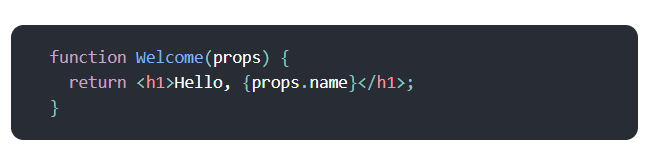 function Welcome(props) {
  return <h1>Hello, {props.name}</h1>;
}